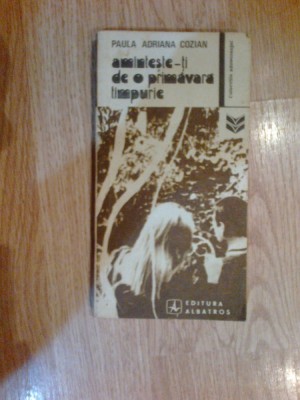 PAULA ADRIANA COZIAN
aminteşte-ţi
de o primăvară
timpurie
EDITURA
ALBATROS